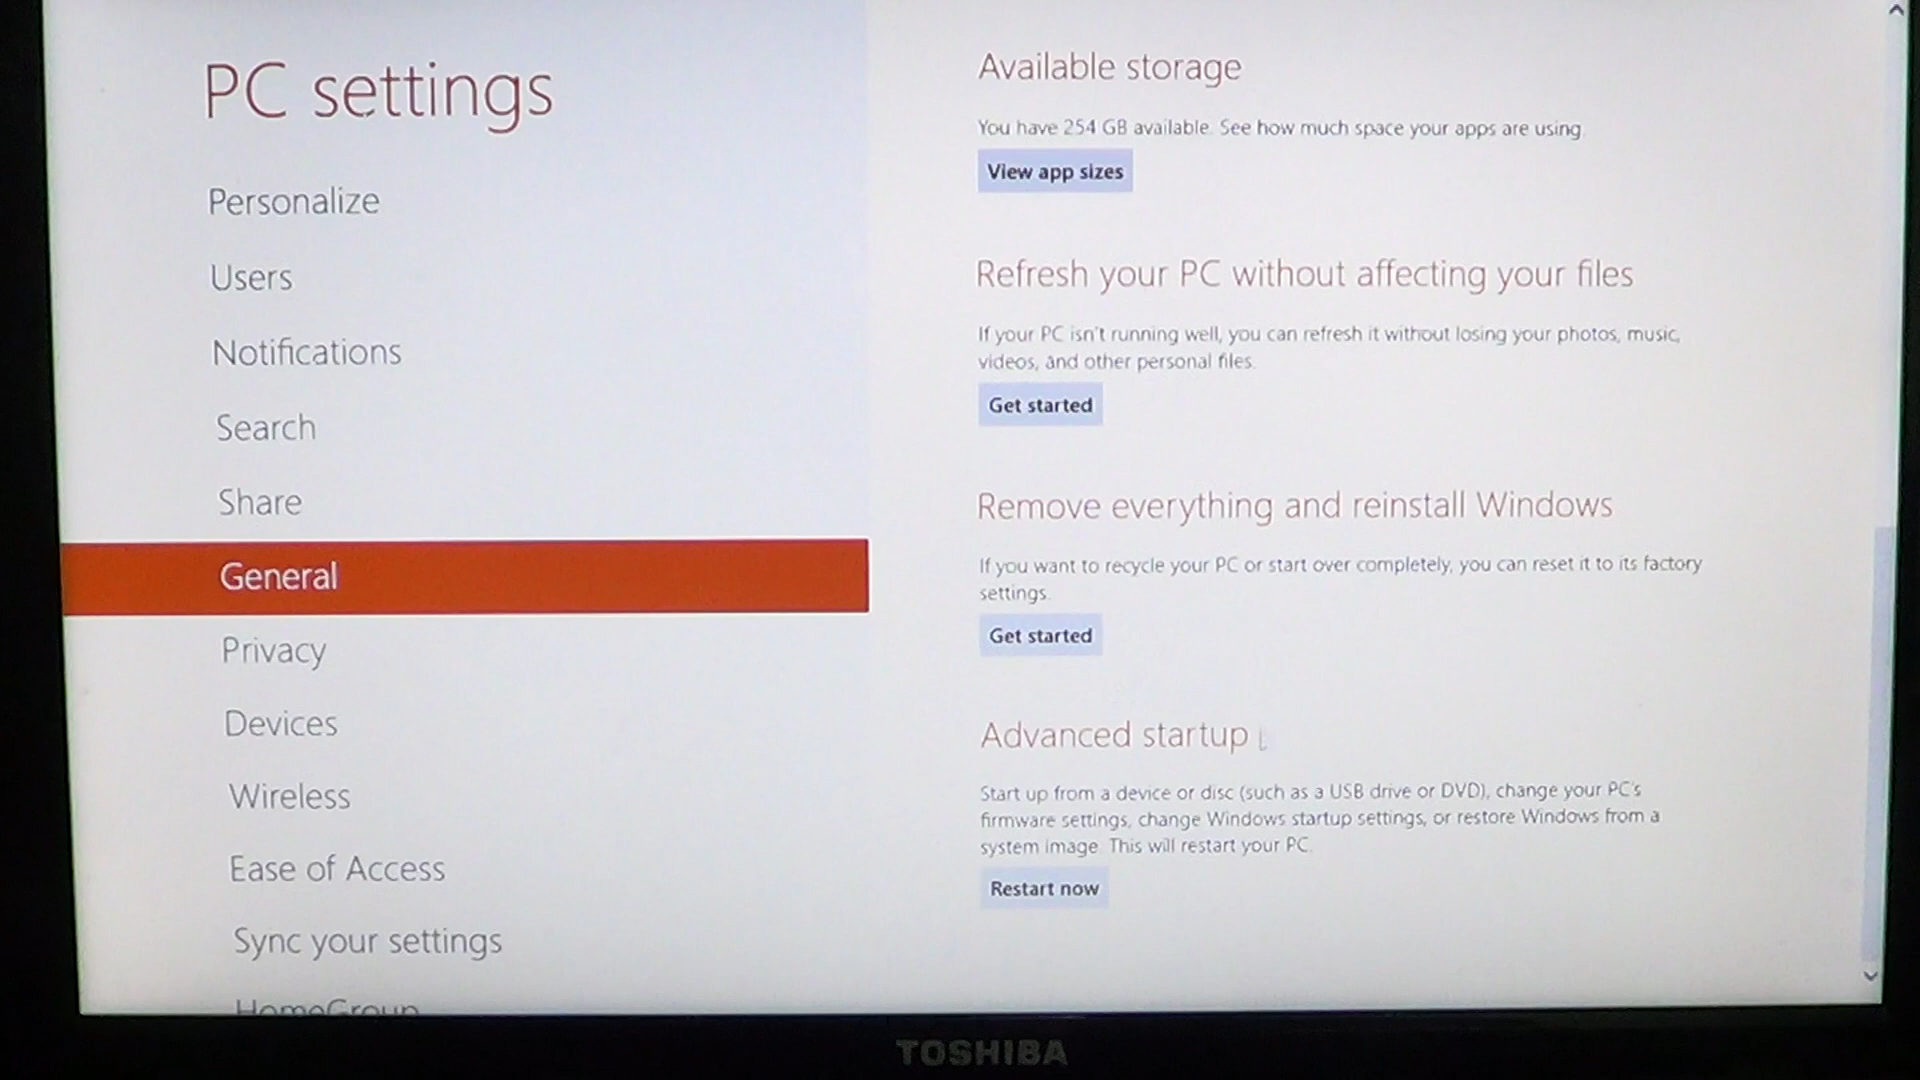 PC settings
Personalize
Users
Notifications
Search
Share
General
Privacy
Devices
Wireless
Ease of Access
Sync your settings
HomeGroup
Available storage
You have 254 GB available. See how much space your apps are using.
View app sizes
Refresh your PC without affecting your files
If your PC isn't running well, you can refresh it without losing your photos, music,
videos, and other personal files.
Get started
Remove everything and reinstall Windows
If you want to recycle your PC or start over completely, you can reset it to its factory
settings.
Get started
Advanced startup
Start up from a device or disc (such as a USB drive or DVD), change your PC's
firmware settings, change Windows startup settings, or restore Windows from a
system image. This will restart your PC.
Restart now
TOSHIBA